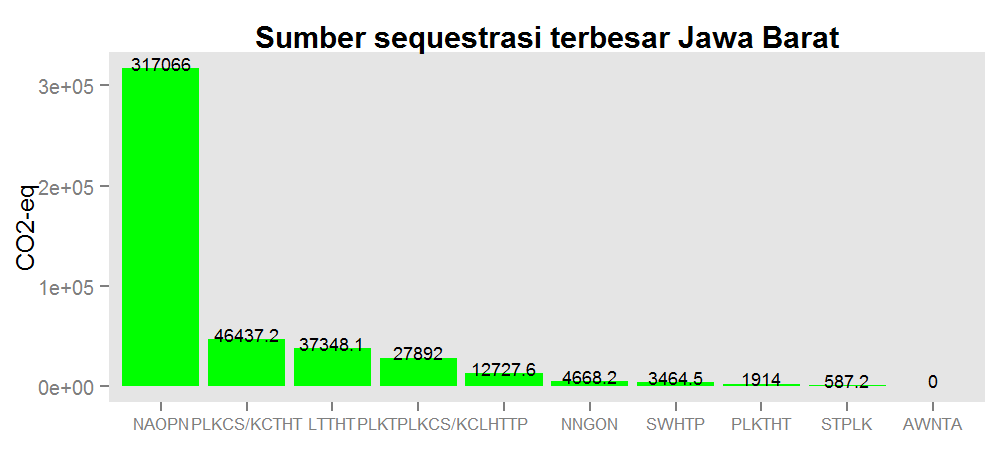 Sumber sequestrasi terbesar Jawa Barat
CO2-eq
3e+05
2e+05
1e+05
0e+00
317066
46437.2
37348.1
27892
12727.6
4668.2
3464.5
1914
587.2
0
NAOPN PLKCS/KCTHT LTTHT PLKTPLKCS/KCLHTTP NNGON SWHTP PLKTHT STPLK AWNTA